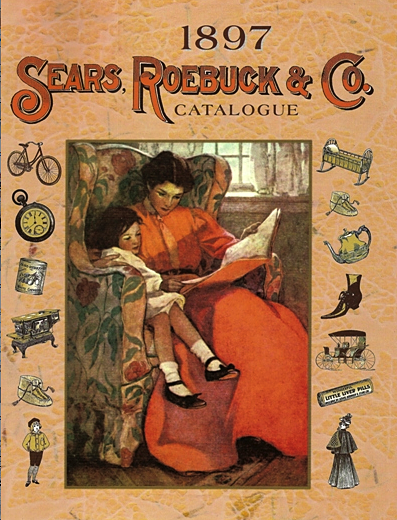 1897
SEARS, ROEBUCK & CO.
CATALOGUE
LITTLE LIVER PILLS